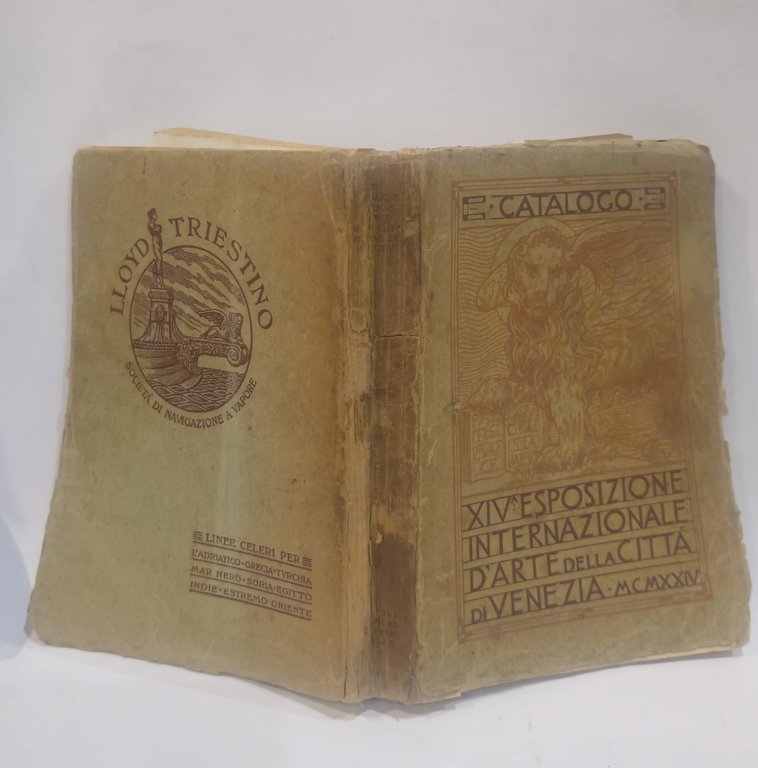 LLOYD TRIESTINO
SOCIETÀ DI NAVIGAZIONE A VAPORE
LINEE CELERI PER
L'ADRIATICO·GRECIA·TVRCHIA
MAR NERO·SORIA·EGITTO
INDIE·ESTREMO ORIENTE
·CATALOGO·
XIVᴬ ESPOSIZIONE
INTERNAZIONALE
D'ARTE DELLA CITTÀ
DI VENEZIA·MCMXXIV